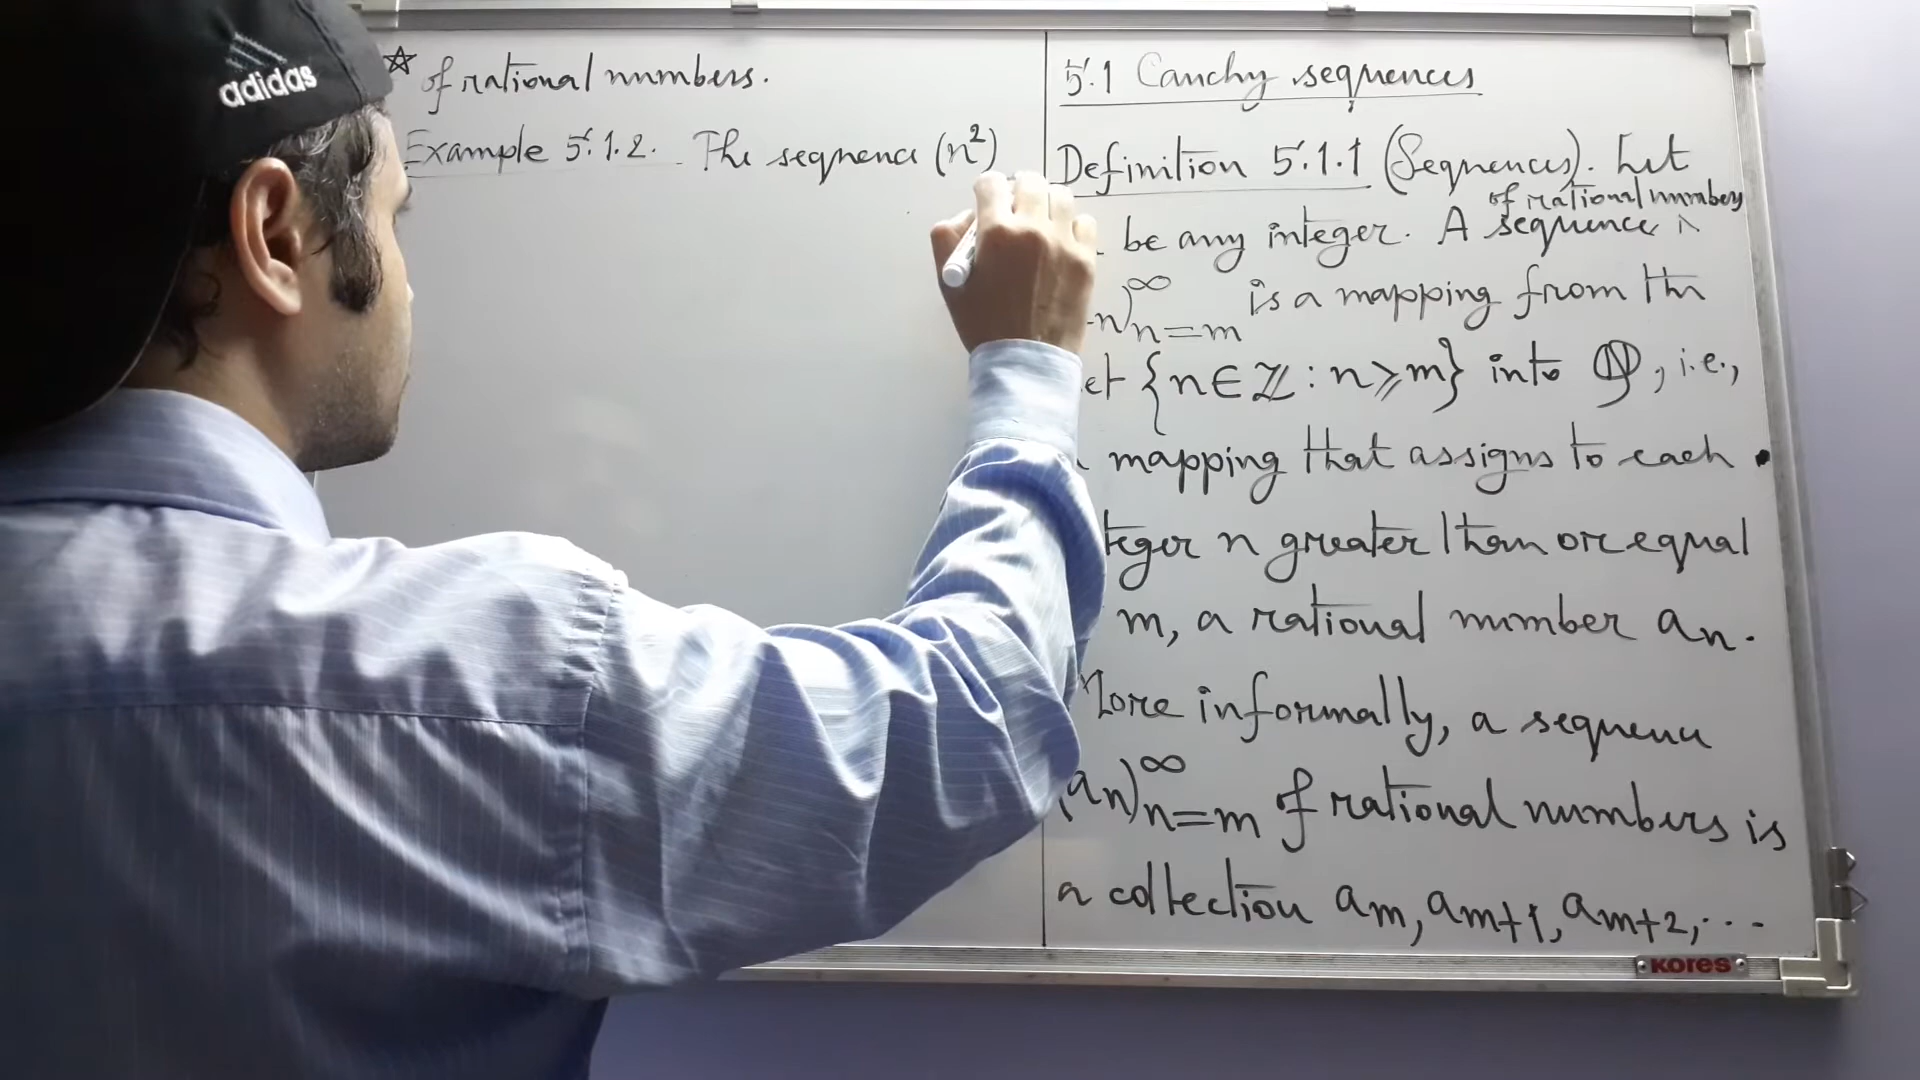 adidas
☆ of rational numbers.
Example 5.1.2. The sequence (n²)
5.1 Cauchy sequences
Definition 5.1.1 (Sequences). Let
be any integer. A sequence
of rational numbers
)^∞_{n=m} is a mapping from the
{n∈ℤ : n⩾m} into ℚ, i.e.,
mapping that assigns to each
teger n greater than or equal
m, a rational number aₙ.
More informally, a sequence
(aₙ)^∞_{n=m} of rational numbers is
a collection aₘ, aₘ₊₁, aₘ₊₂, ...
KORES